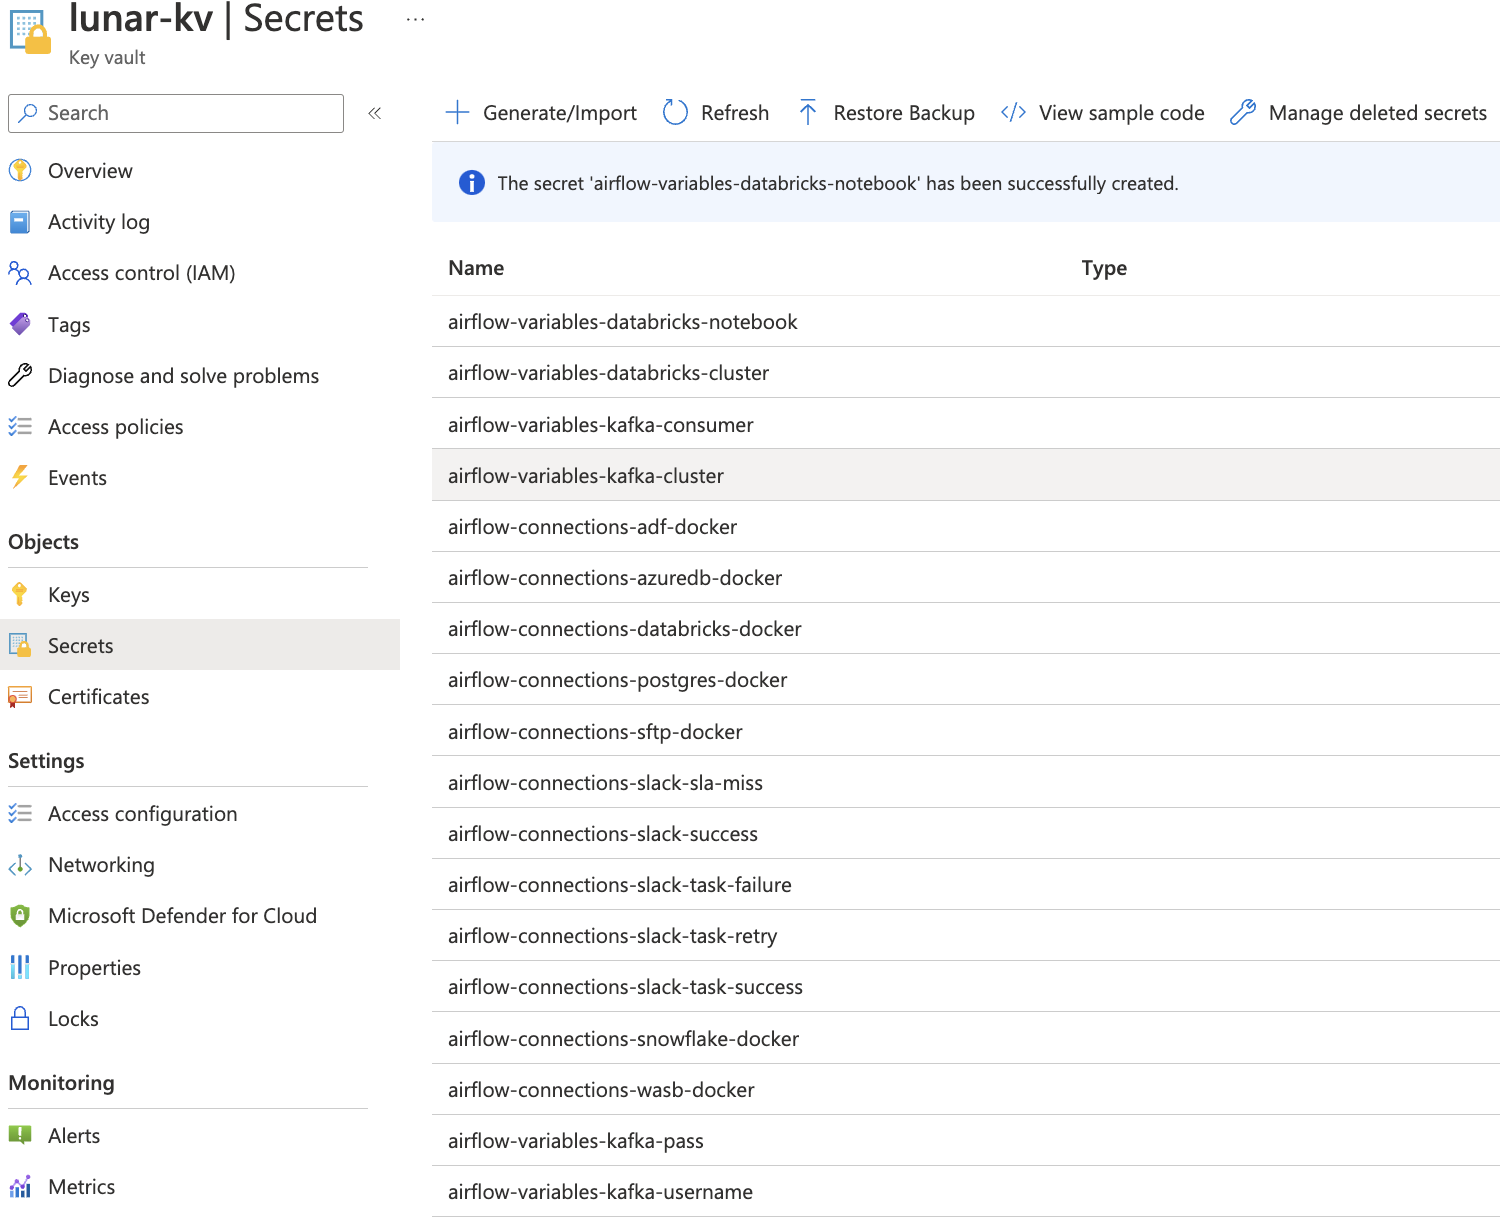 lunar-kv | Secrets ...
Key vault
Search «
Overview
Activity log
Access control (IAM)
Tags
Diagnose and solve problems
Access policies
Events
Objects
Keys
Secrets
Certificates
Settings
Access configuration
Networking
Microsoft Defender for Cloud
Properties
Locks
Monitoring
Alerts
Metrics
Generate/Import Refresh Restore Backup View sample code Manage deleted secrets
The secret 'airflow-variables-databricks-notebook' has been successfully created.
Name Type
airflow-variables-databricks-notebook
airflow-variables-databricks-cluster
airflow-variables-kafka-consumer
airflow-variables-kafka-cluster
airflow-connections-adf-docker
airflow-connections-azuredb-docker
airflow-connections-databricks-docker
airflow-connections-postgres-docker
airflow-connections-sftp-docker
airflow-connections-slack-sla-miss
airflow-connections-slack-success
airflow-connections-slack-task-failure
airflow-connections-slack-task-retry
airflow-connections-slack-task-success
airflow-connections-snowflake-docker
airflow-connections-wasb-docker
airflow-variables-kafka-pass
airflow-variables-kafka-username